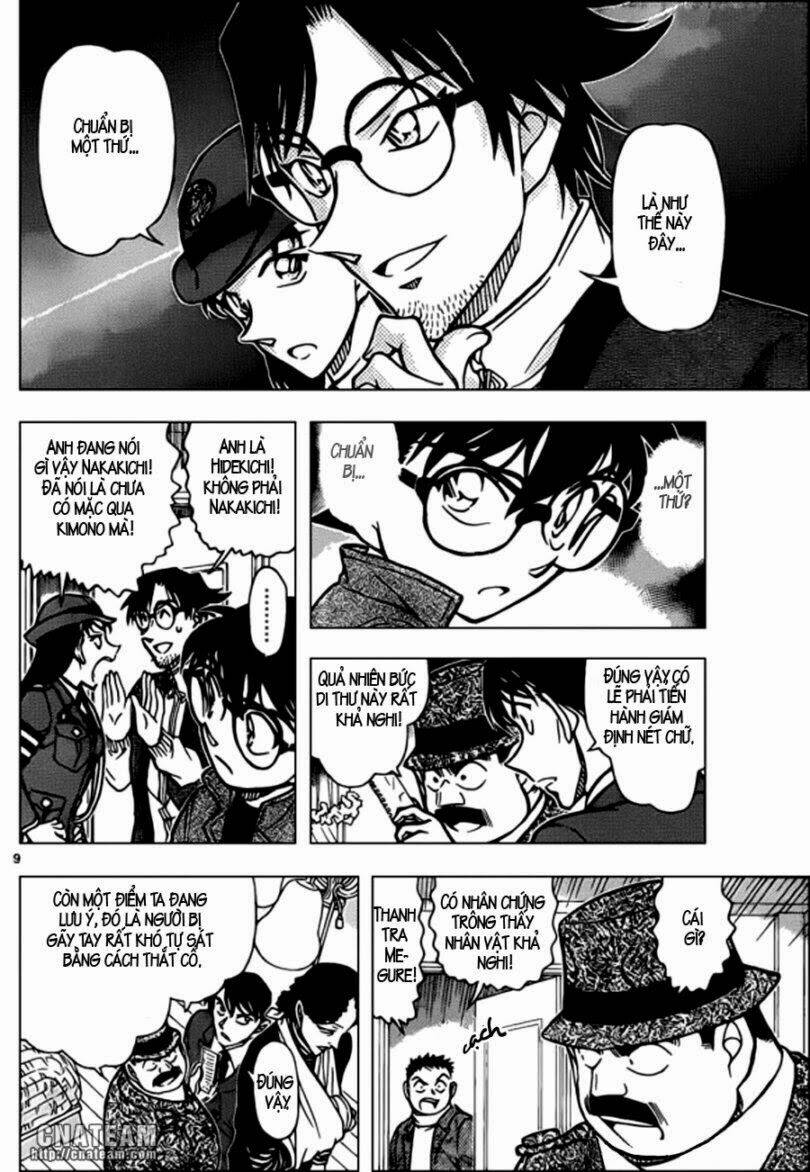 LÀ NHƯ
THẾ NÀY
ĐÂY...
CHUẨN BỊ
MỘT THỨ...
CHUẨN
BỊ...
...MỘT
THỨ?
ANH LÀ
HIDEKICHI!
KHÔNG PHẢI
NAKAKICHI!
ANH ĐANG NÓI
GÌ VẬY NAKAKICHI!
ĐÃ NÓI LÀ CHƯA
CÓ MẶC QUA
KIMONO MÀ!
........
ĐÚNG VẬY, CÓ
LẼ PHẢI TIẾN
HÀNH GIÁM
ĐỊNH NÉT CHỮ.
QUẢ NHIÊN BỨC
DI THƯ NÀY RẤT
KHẢ NGHI!
9
CÁI
GÌ?
CÓ NHÂN CHỨNG
TRÔNG THẤY
NHÂN VẬT KHẢ
NGHI!
THANH
TRA
ME-
GURE!
cạch
CÒN MỘT ĐIỂM TA ĐANG
LƯU Ý, ĐÓ LÀ NGƯỜI BỊ
GÃY TAY RẤT KHÓ TỰ SÁT
BẰNG CÁCH THẮT CỔ.
ĐÚNG
VẬY.
CNATEAM
http://cnateam.com/